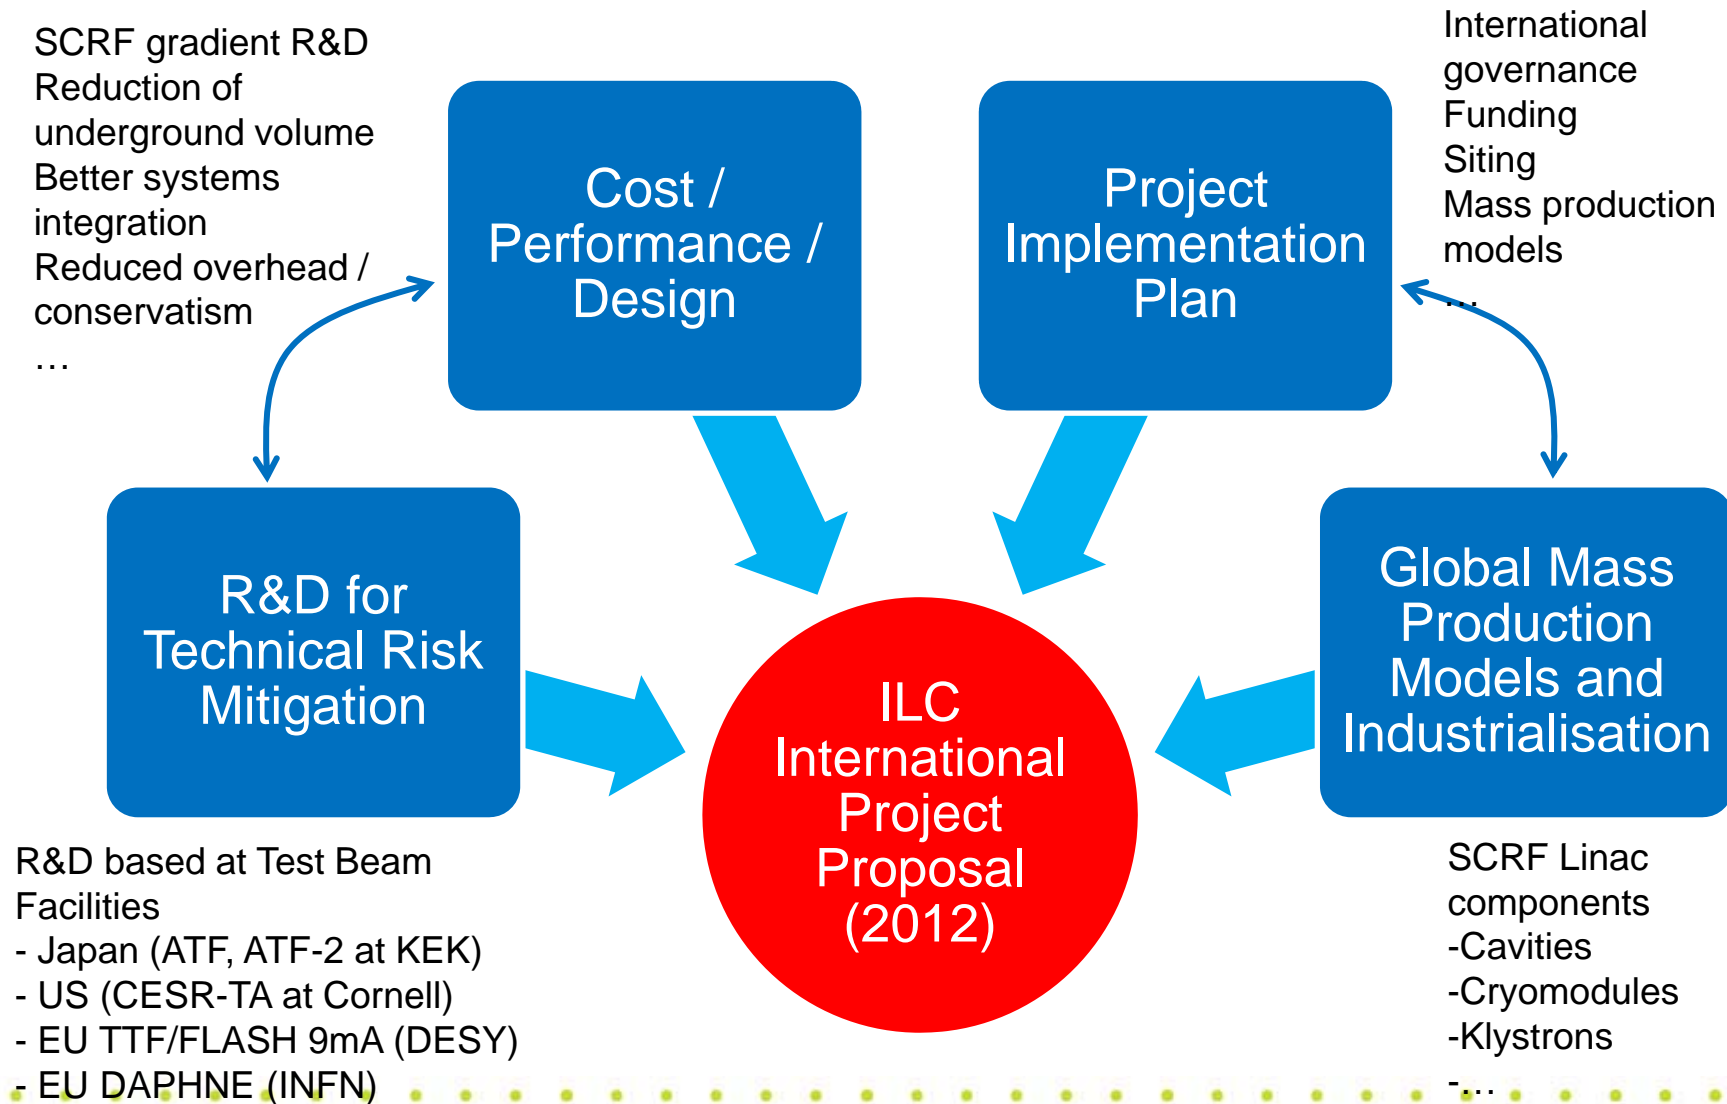 SCRF gradient R&D
Reduction of
underground volume
Better systems
integration
Reduced overhead /
conservatism
…
Cost /
Performance /
Design
Project
Implementation
Plan
International
governance
Funding
Siting
Mass production
models
…
R&D for
Technical Risk
Mitigation
ILC
International
Project
Proposal
(2012)
Global Mass
Production
Models and
Industrialisation
R&D based at Test Beam
Facilities
- Japan (ATF, ATF-2 at KEK)
- US (CESR-TA at Cornell)
- EU TTF/FLASH 9mA (DESY)
- EU DAPHNE (INFN)
SCRF Linac
components
-Cavities
-Cryomodules
-Klystrons
-…